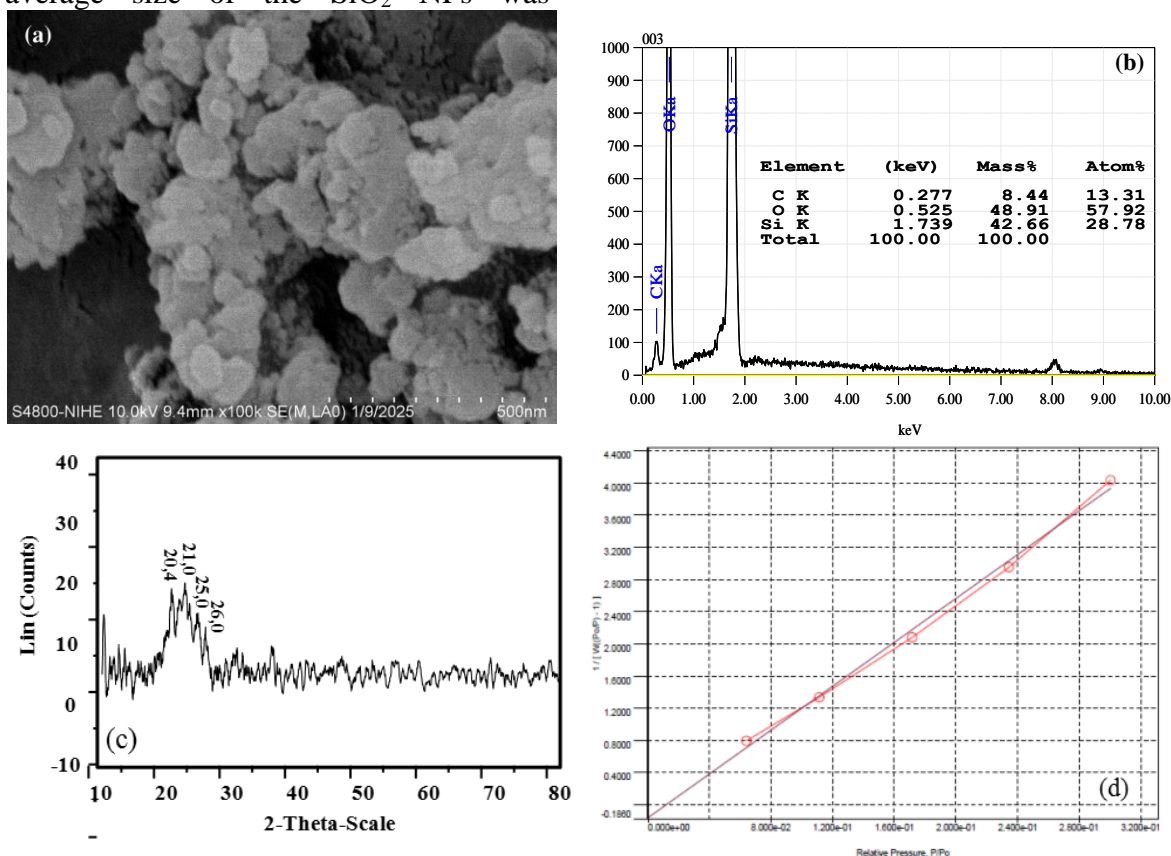 average size of the SiO2 NPs was
(a)
S4800-NIHE 10.0kV 9.4mm x100k SE(M,LA0) 1/9/2025 500nm
003
(b)
1000
900
800
700
600
500
400
300
200
100
0
CKa
OKa
SiKa
Element (keV) Mass% Atom%
C K 0.277 8.44 13.31
O K 0.525 48.91 57.92
Si K 1.739 42.66 28.78
Total 100.00 100.00
0.00 1.00 2.00 3.00 4.00 5.00 6.00 7.00 8.00 9.00 10.00
keV
40
30
20
10
0
-10
Lin (Counts)
20,4
21,0
25,0
26,0
(c)
10 20 30 40 50 60 70 80
2-Theta-Scale
4.4000
4.0000
3.6000
3.2000
2.8000
2.4000
2.0000
1.6000
1.2000
0.8000
0.4000
-0.1860
1 / [ W((Po/P) - 1) ]
(d)
0.000e+00 8.000e-02 1.200e-01 1.600e-01 2.000e-01 2.400e-01 2.800e-01 3.200e-01
Relative Pressure, P/Po